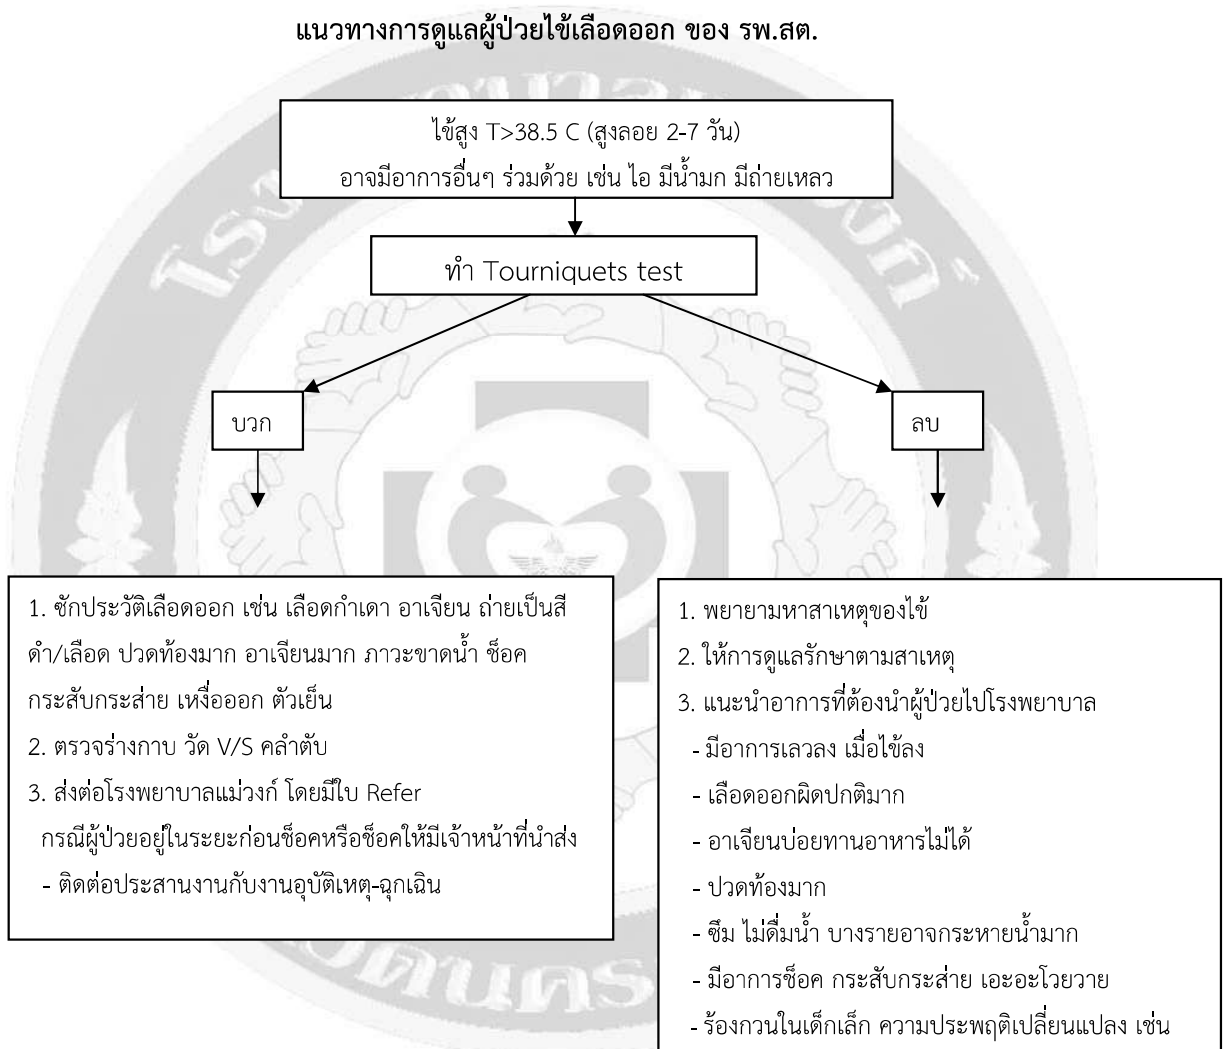 แนวทางการดูแลผู้ป่วยไข้เลือดออก ของ รพ.สต.
ไข้สูง T>38.5 C (สูงลอย 2-7 วัน)
อาจมีอาการอื่นๆ ร่วมด้วย เช่น ไอ มีน้ำมูก มีถ่ายเหลว
ทำ Tourniquets test
บวก
ลบ
1. ซักประวัติเลือดออก เช่น เลือดกำเดา อาเจียน ถ่ายเป็นสี
ดำ/เลือด ปวดท้องมาก อาเจียนมาก ภาวะขาดน้ำ ช็อค
กระสับกระส่าย เหงื่อออก ตัวเย็น
2. ตรวจร่างกาบ วัด V/S คลำตับ
3. ส่งต่อโรงพยาบาลแม่วงก์ โดยมีใบ Refer
กรณีผู้ป่วยอยู่ในระยะก่อนช็อคหรือช็อคให้มีเจ้าหน้าที่นำส่ง
- ติดต่อประสานงานกับงานอุบัติเหตุ-ฉุกเฉิน
1. พยายามหาสาเหตุของไข้
2. ให้การดูแลรักษาตามสาเหตุ
3. แนะนำอาการที่ต้องนำผู้ป่วยไปโรงพยาบาล
- มีอาการเลวลง เมื่อไข้ลง
- เลือดออกผิดปกติมาก
- อาเจียนบ่อยทานอาหารไม่ได้
- ปวดท้องมาก
- ซึม ไม่ดื่มน้ำ บางรายอาจกระหายน้ำมาก
- มีอาการช็อค กระสับกระส่าย เอะอะโวยวาย
- ร้องกวนในเด็กเล็ก ความประพฤติเปลี่ยนแปลง เช่น